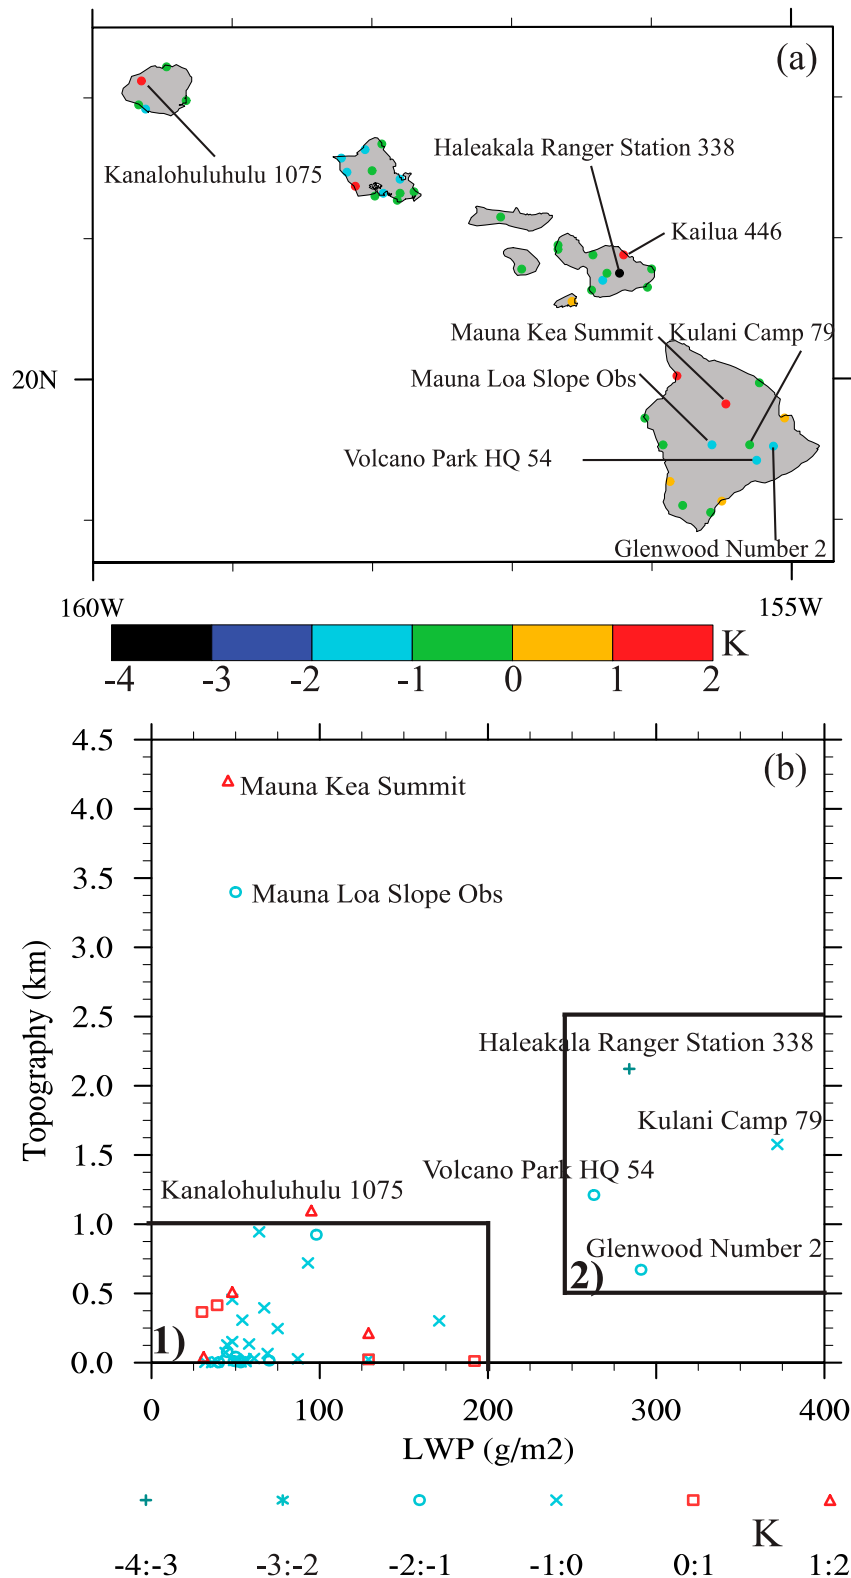 (a)
Haleakala Ranger Station 338
Kanalohuluhulu 1075
Kailua 446
Mauna Kea Summit
Kulani Camp 79
20N
Mauna Loa Slope Obs
Volcano Park HQ 54
Glenwood Number 2
160W
155W
K
-4 -3 -2 -1 0 1 2
(b)
4.5
Mauna Kea Summit
4.0
3.5
Mauna Loa Slope Obs
3.0
2.5
Haleakala Ranger Station 338
2.0
Kulani Camp 79
1.5
Volcano Park HQ 54
Kanalohuluhulu 1075
1.0
Glenwood Number 2
2)
0.5
1)
0.0
Topography (km)
0 100 200 300 400
LWP (g/m2)
K
-4:-3 -3:-2 -2:-1 -1:0 0:1 1:2